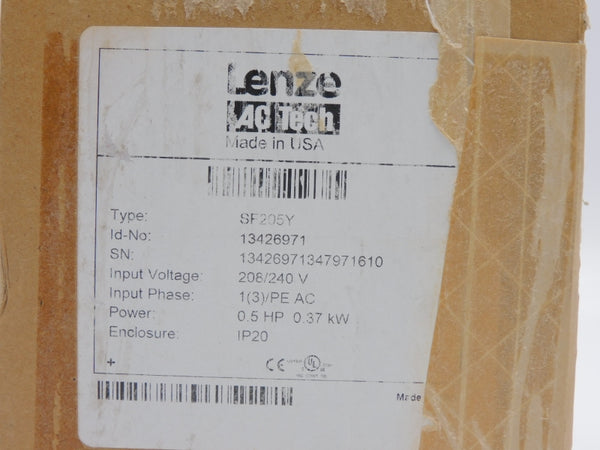 Lenze
AC Tech
Made in USA
Type: SF205Y
Id-No: 13426971
SN: 13426971347971610
Input Voltage: 208/240 V
Input Phase: 1(3)/PE AC
Power: 0.5 HP 0.37 kW
Enclosure: IP20
+
CE UL
Made